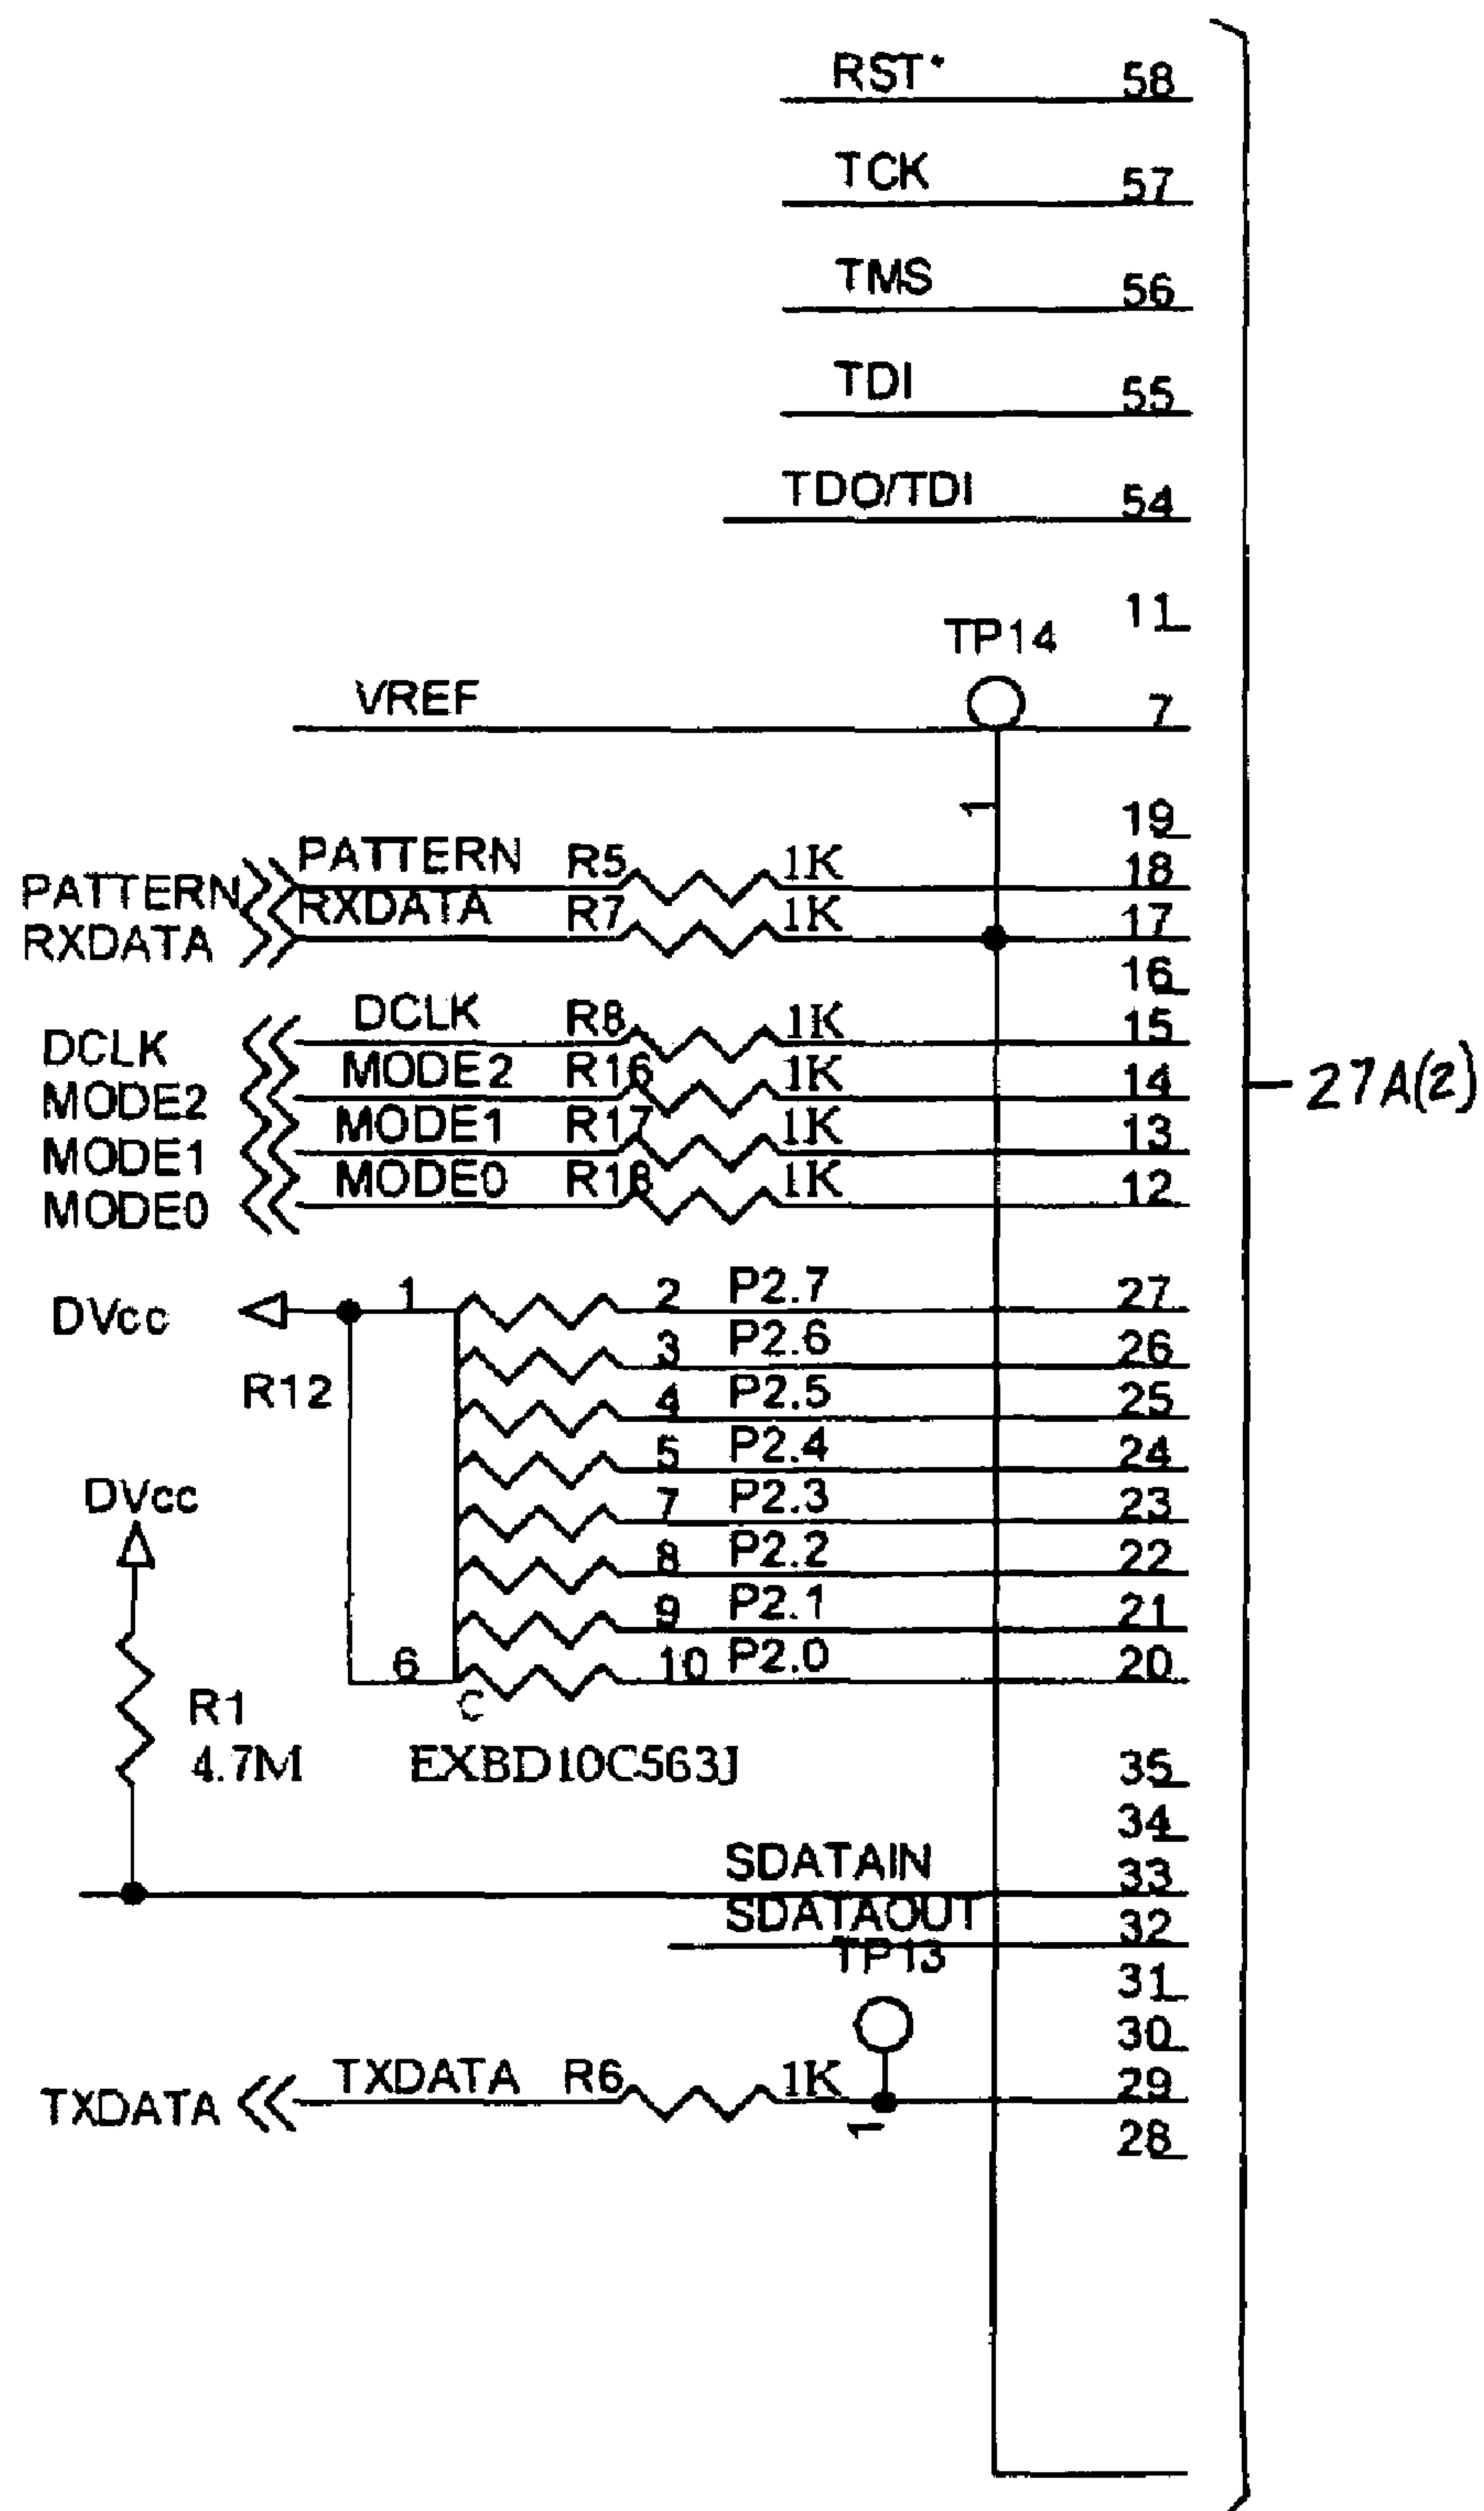 RST* 58
TCK 57
TMS 56
TDI 55
TDO/TDI 54
11
TP14
VREF 7
1
19
PATTERN PATTERN R5 1K 18
RXDATA RXDATA R7 1K 17
16
DCLK DCLK R8 1K 15
MODE2 MODE2 R16 1K 14
MODE1 MODE1 R17 1K 13
MODE0 MODE0 R18 1K 12
27A(2)
DVcc 1 2 P2.7 27
3 P2.6 26
R12 4 P2.5 25
5 P2.4 24
DVcc 7 P2.3 23
8 P2.2 22
9 P2.1 21
6 10 P2.0 20
C
R1
4.7M EXBD10C563J 35
34
SDATAIN 33
SDATAOUT 32
TP13
31
30
TXDATA TXDATA R6 1K 29
1
28